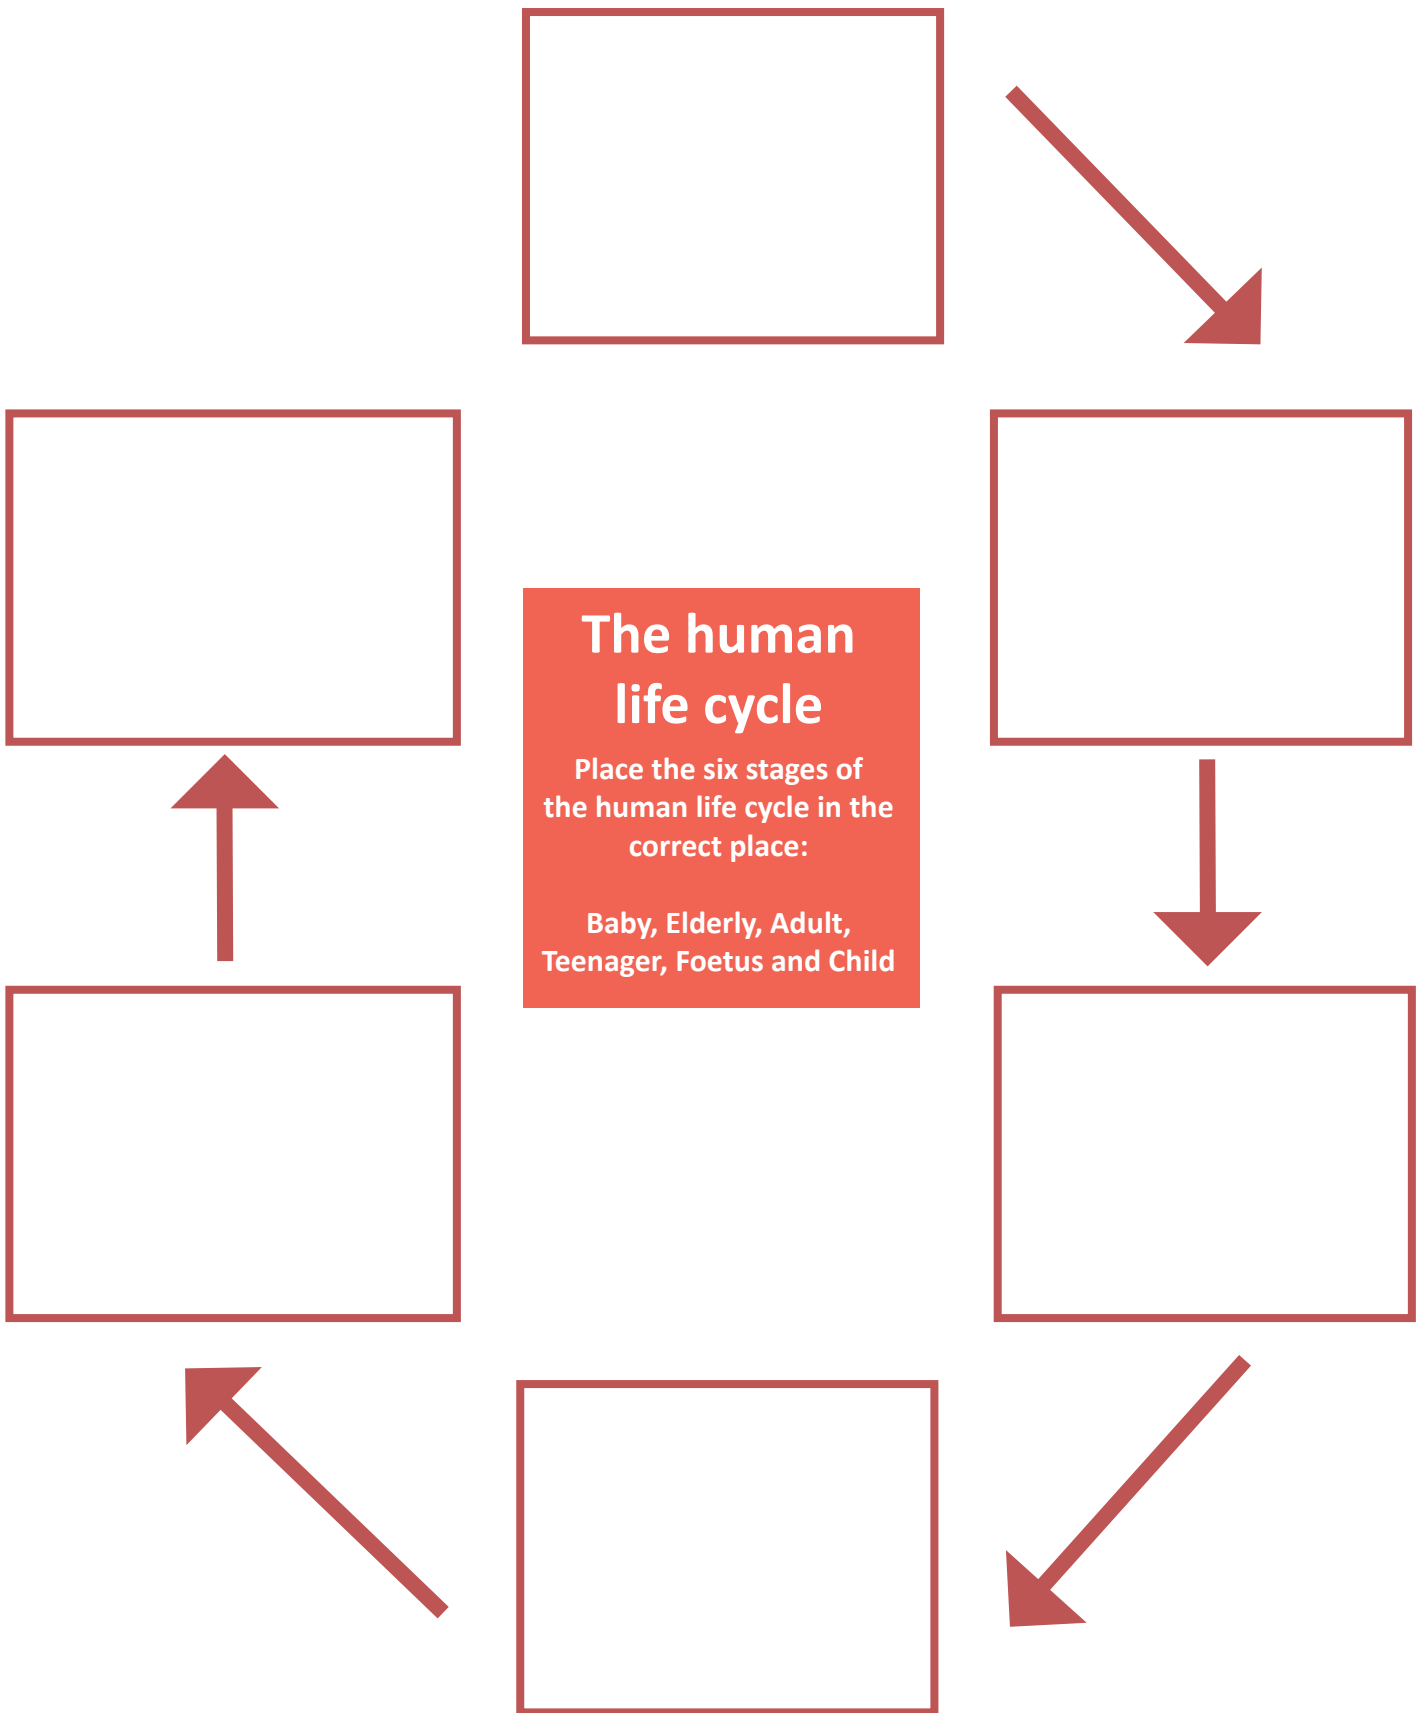 The human
life cycle
Place the six stages of
the human life cycle in the
correct place:
Baby, Elderly, Adult,
Teenager, Foetus and Child